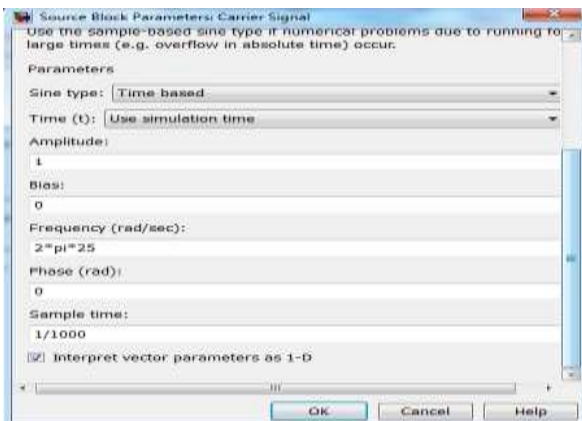 Source Block Parameters: Carrier Signal
Use the sample-based sine type if numerical problems due to running fo
large times (e.g. overflow in absolute time) occur.
Parameters
Sine type: Time based
Time (t): Use simulation time
Amplitude:
1
Bias:
0
Frequency (rad/sec):
2*pi*25
Phase (rad):
0
Sample time:
1/1000
Interpret vector parameters as 1-D
OK Cancel Help